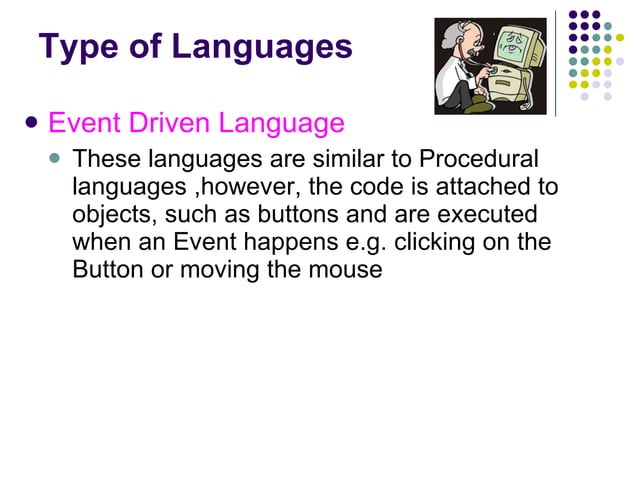 Type of Languages
Event Driven Language
These languages are similar to Procedural
languages ,however, the code is attached to
objects, such as buttons and are executed
when an Event happens e.g. clicking on the
Button or moving the mouse